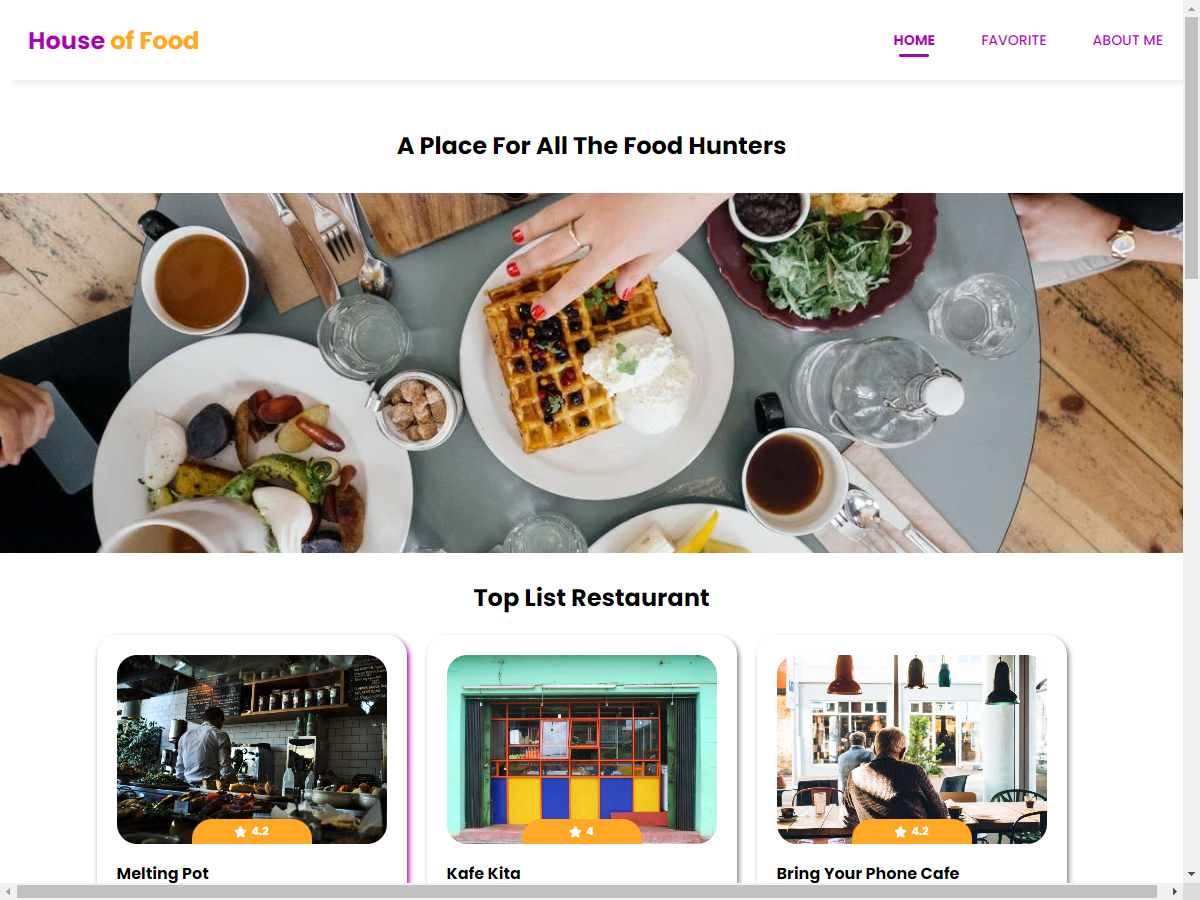 House of Food
HOME
FAVORITE
ABOUT ME
A Place For All The Food Hunters
Top List Restaurant
4.2
4
4.2
Melting Pot
Kafe Kita
Bring Your Phone Cafe